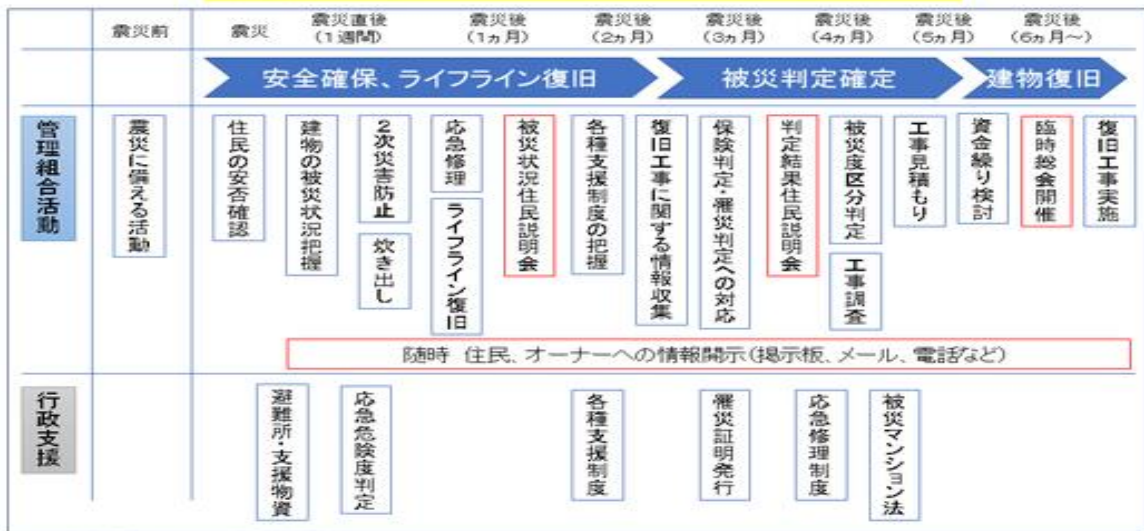 震災前
震災
震災直後
(1週間)
震災後
(1ヵ月)
震災後
(2ヵ月)
震災後
(3ヵ月)
震災後
(4ヵ月)
震災後
(5ヵ月)
震災後
(6ヵ月~)
安全確保、ライフライン復旧
被災判定確定
建物復旧
管理組合活動
震災に備える活動
住民の安否確認
建物の被災状況把握
2次災害防止
炊き出し
応急修理
ライフライン復旧
被災状況住民説明会
各種支援制度の把握
復旧工事に関する情報収集
保険判定・罹災判定への対応
判定結果住民説明会
被災度区分判定
工事調査
工事見積もり
資金繰り検討
臨時総会開催
復旧工事実施
随時 住民、オーナーへの情報開示(掲示板、メール、電話など)
行政支援
避難所・支援物資
応急危険度判定
各種支援制度
罹災証明発行
応急修理制度
被災マンション法